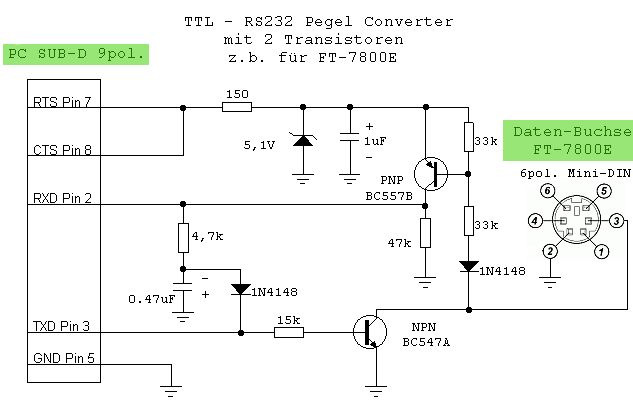 TTL - RS232 Pegel Converter
mit 2 Transistoren
z.b. für FT-7800E
PC SUB-D 9pol.
RTS Pin 7
150
CTS Pin 8
5,1V
+
1uF
-
33k
Daten-Buchse
FT-7800E
6pol. Mini-DIN
6
5
4
3
2
1
PNP
BC557B
RXD Pin 2
4,7k
47k
33k
1N4148
-
+
0.47uF
1N4148
TXD Pin 3
15k
NPN
BC547A
GND Pin 5